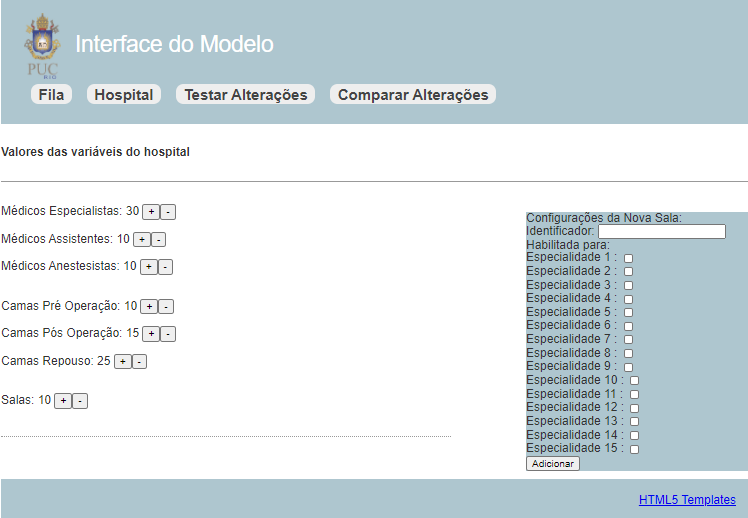 PUC
RIO
Interface do Modelo
Fila
Hospital
Testar Alterações
Comparar Alterações
Valores das variáveis do hospital
Médicos Especialistas: 30 + -
Médicos Assistentes: 10 + -
Médicos Anestesistas: 10 + -
Camas Pré Operação: 10 + -
Camas Pós Operação: 15 + -
Camas Repouso: 25 + -
Salas: 10 + -
Configurações da Nova Sala:
Identificador:
Habilitada para:
Especialidade 1 :
Especialidade 2 :
Especialidade 3 :
Especialidade 4 :
Especialidade 5 :
Especialidade 6 :
Especialidade 7 :
Especialidade 8 :
Especialidade 9 :
Especialidade 10 :
Especialidade 11 :
Especialidade 12 :
Especialidade 13 :
Especialidade 14 :
Especialidade 15 :
Adicionar
HTML5 Templates